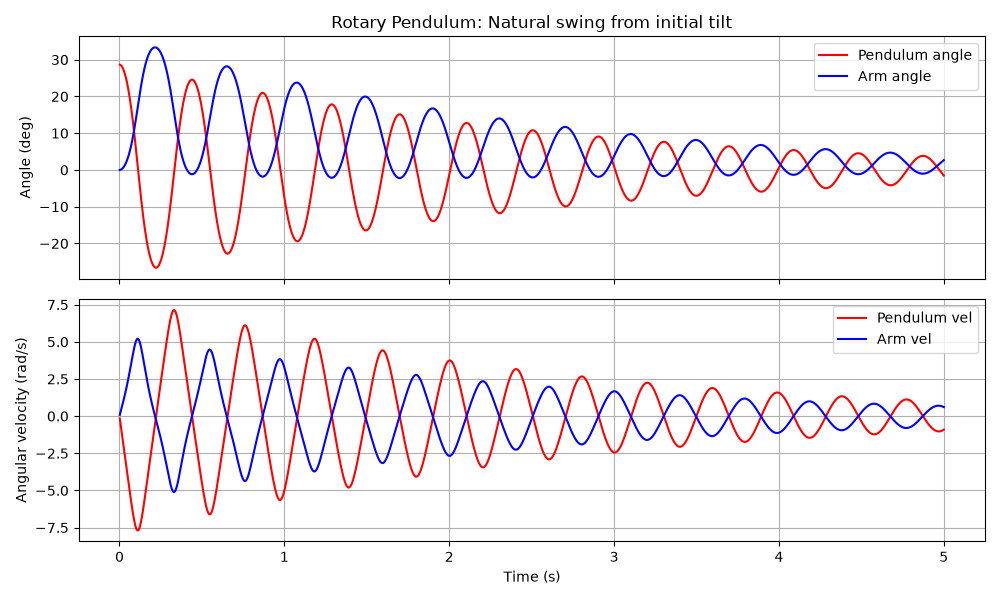 Rotary Pendulum: Natural swing from initial tilt
Angle (deg)
30
20
10
0
−10
−20
Pendulum angle
Arm angle
Angular velocity (rad/s)
7.5
5.0
2.5
0.0
−2.5
−5.0
−7.5
Pendulum vel
Arm vel
0 1 2 3 4 5
Time (s)